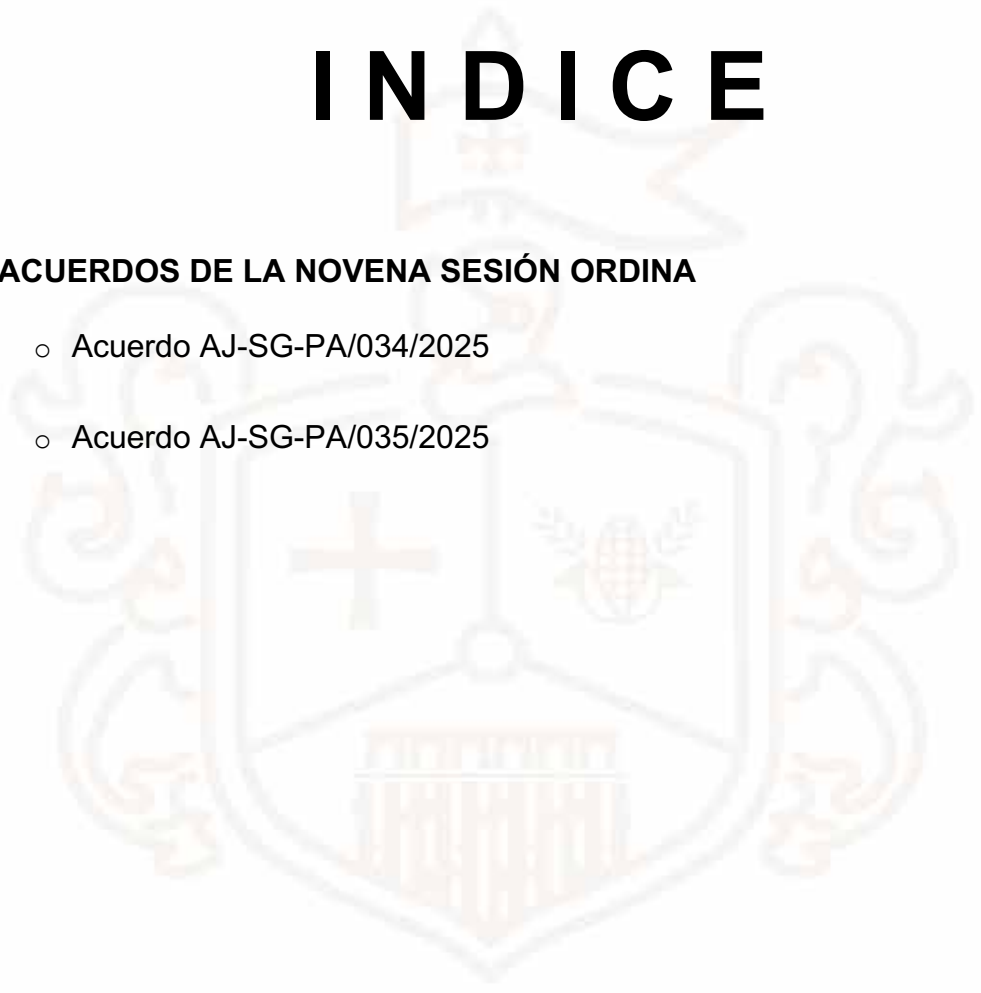 I N D I C E
ACUERDOS DE LA NOVENA SESIÓN ORDINA
○ Acuerdo AJ-SG-PA/034/2025
○ Acuerdo AJ-SG-PA/035/2025